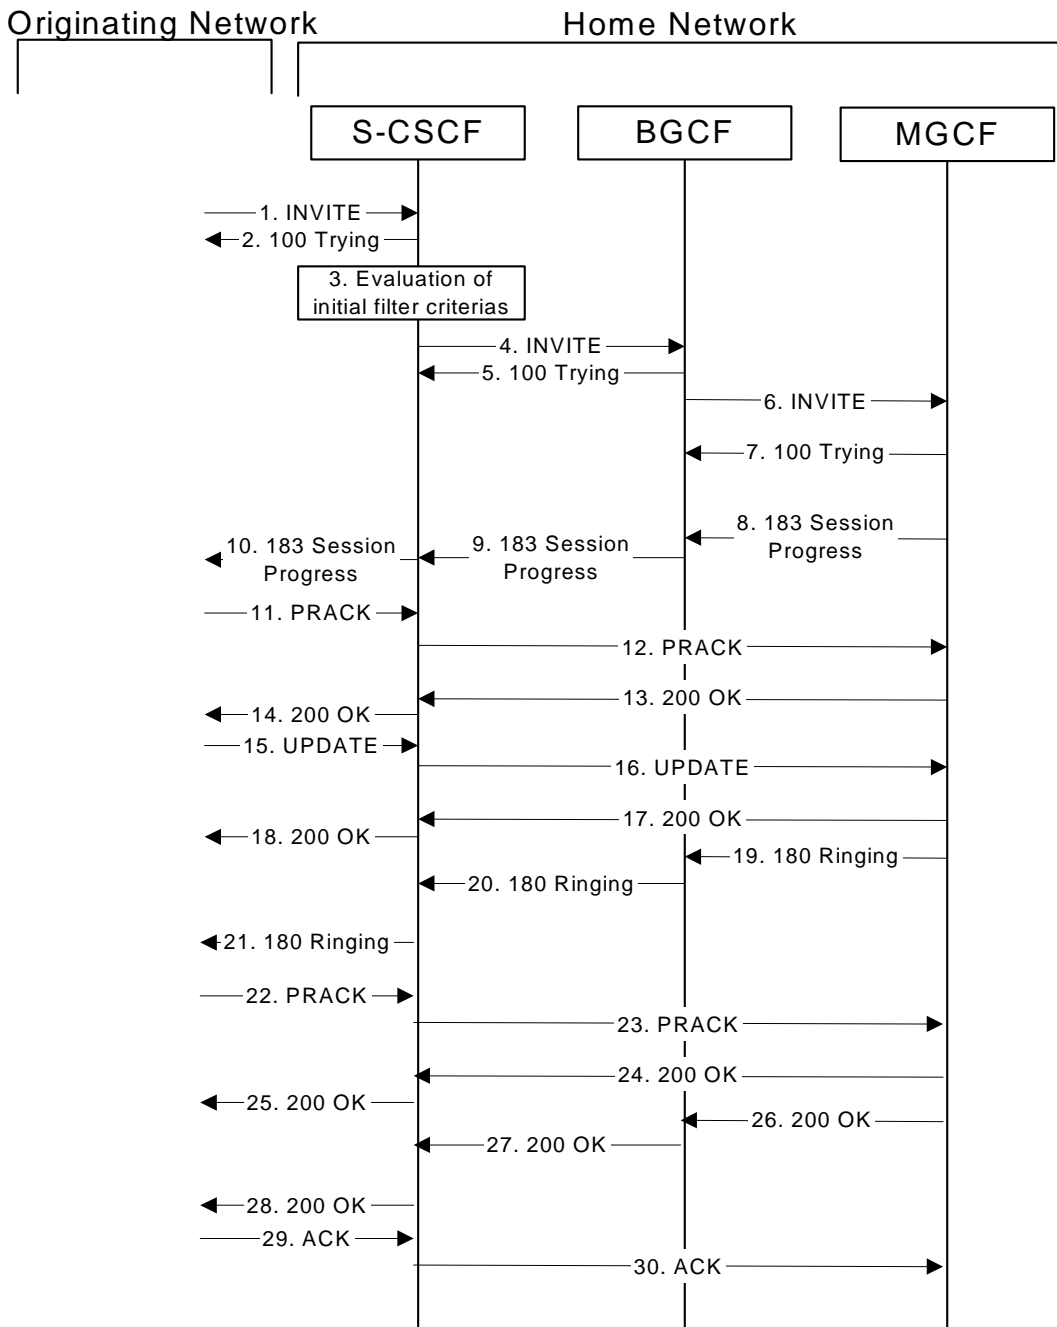 Originating Network
Home Network
S-CSCF
BGCF
MGCF
1. INVITE
2. 100 Trying
3. Evaluation of
initial filter criterias
4. INVITE
5. 100 Trying
6. INVITE
7. 100 Trying
8. 183 Session
Progress
9. 183 Session
Progress
10. 183 Session
Progress
11. PRACK
12. PRACK
13. 200 OK
14. 200 OK
15. UPDATE
16. UPDATE
17. 200 OK
18. 200 OK
19. 180 Ringing
20. 180 Ringing
21. 180 Ringing
22. PRACK
23. PRACK
24. 200 OK
25. 200 OK
26. 200 OK
27. 200 OK
28. 200 OK
29. ACK
30. ACK